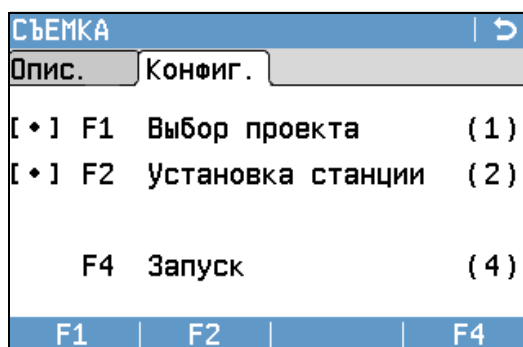 СЪЕМКА
Опис. Конфиг.
[•] F1 Выбор проекта (1)
[•] F2 Установка станции (2)
F4 Запуск (4)
F1 F2 F4